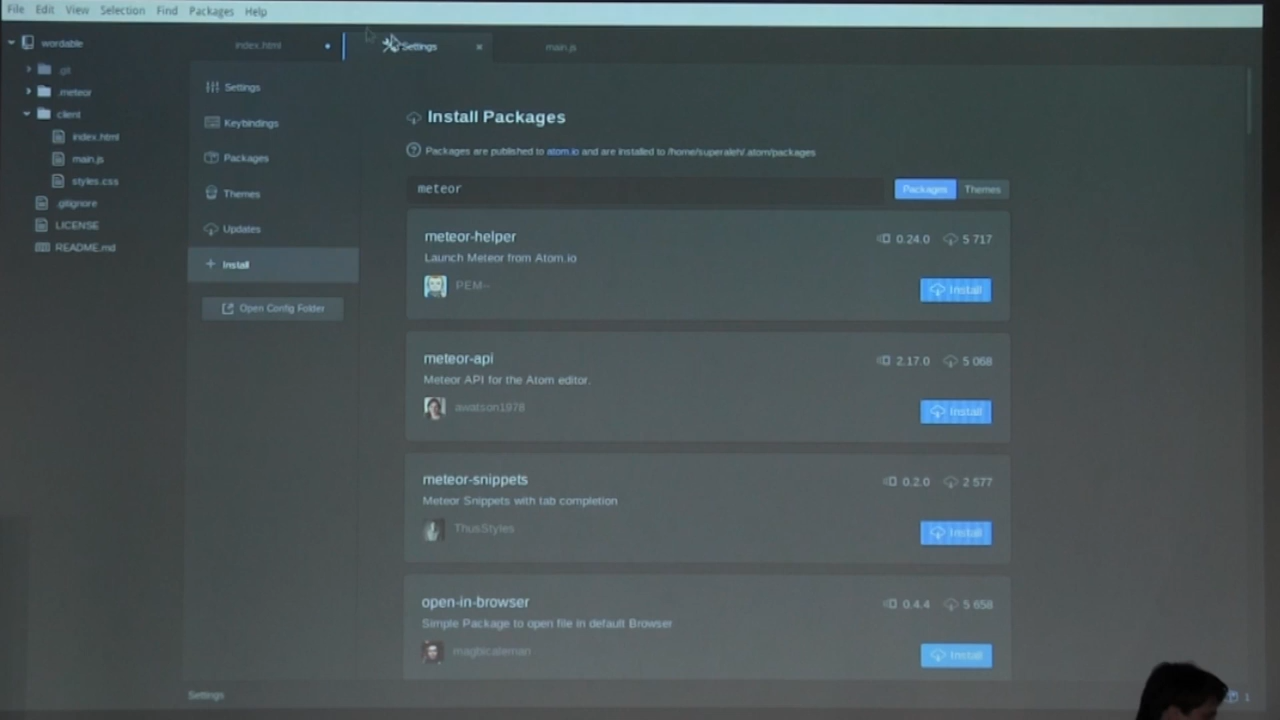 File Edit View Selection Find Packages Help
wordable
index.html
Settings
main.js
.git
.meteor
client
index.html
main.js
styles.css
.gitignore
LICENSE
README.md
Settings
Keybindings
Packages
Themes
Updates
Install
Open Config Folder
Install Packages
Packages are published to atom.io and are installed to /home/superaleh/.atom/packages
meteor
Packages Themes
meteor-helper 0.24.0 5 717
Launch Meteor from Atom.io
PEM-- Install
meteor-api 2.17.0 5 068
Meteor API for the Atom editor.
awatson1978 Install
meteor-snippets 0.2.0 2 577
Meteor Snippets with tab completion
ThusStyles Install
open-in-browser 0.4.4 5 658
Simple Package to open file in default Browser
magbicaleman Install
Settings
1